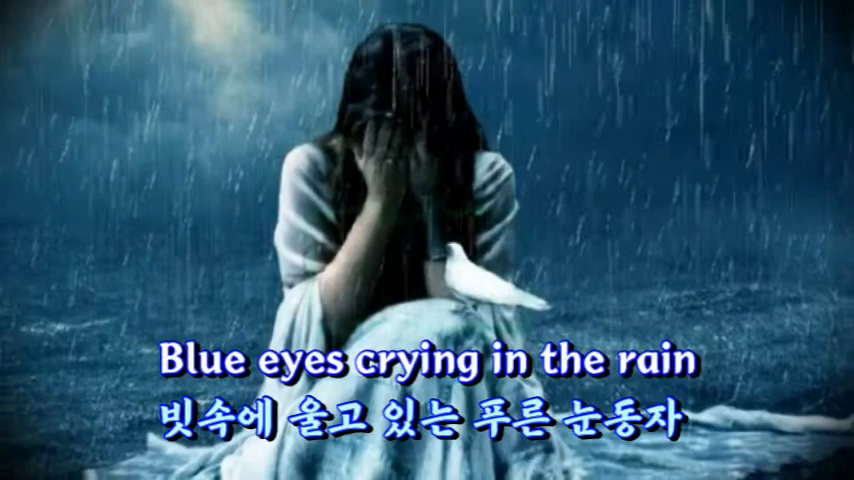 Blue eyes crying in the rain
빗속에 울고 있는 푸른 눈동자